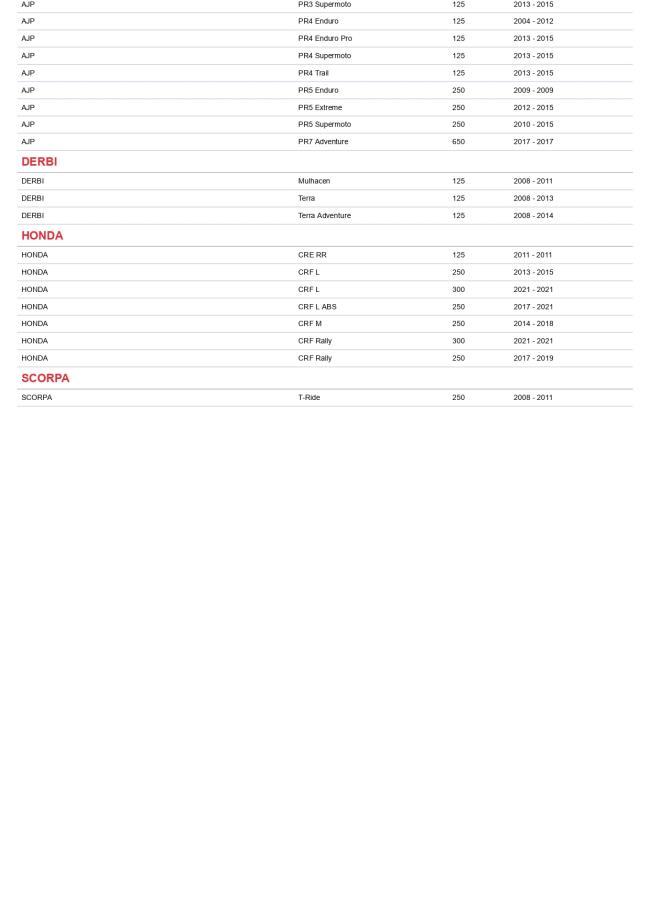 AJP PR3 Supermoto 125 2013 - 2015
AJP PR4 Enduro 125 2004 - 2012
AJP PR4 Enduro Pro 125 2013 - 2015
AJP PR4 Supermoto 125 2013 - 2015
AJP PR4 Trail 125 2013 - 2015
AJP PR5 Enduro 250 2009 - 2009
AJP PR5 Extreme 250 2012 - 2015
AJP PR5 Supermoto 250 2010 - 2015
AJP PR7 Adventure 650 2017 - 2017
DERBI
DERBI Mulhacen 125 2008 - 2011
DERBI Terra 125 2008 - 2013
DERBI Terra Adventure 125 2008 - 2014
HONDA
HONDA CRE RR 125 2011 - 2011
HONDA CRF L 250 2013 - 2015
HONDA CRF L 300 2021 - 2021
HONDA CRF L ABS 250 2017 - 2021
HONDA CRF M 250 2014 - 2018
HONDA CRF Rally 300 2021 - 2021
HONDA CRF Rally 250 2017 - 2019
SCORPA
SCORPA T-Ride 250 2008 - 2011